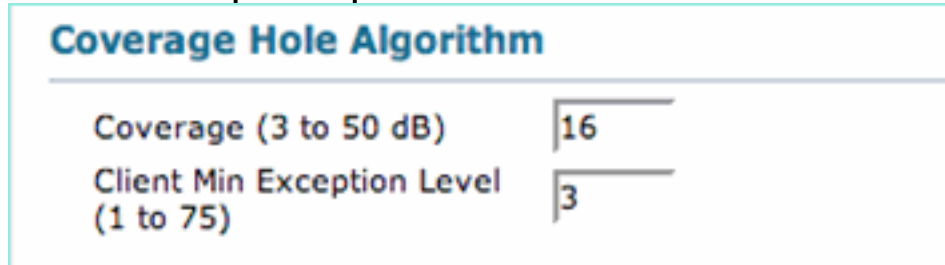 Coverage Hole Algorithm
Coverage (3 to 50 dB) 16
Client Min Exception Level
(1 to 75) 3